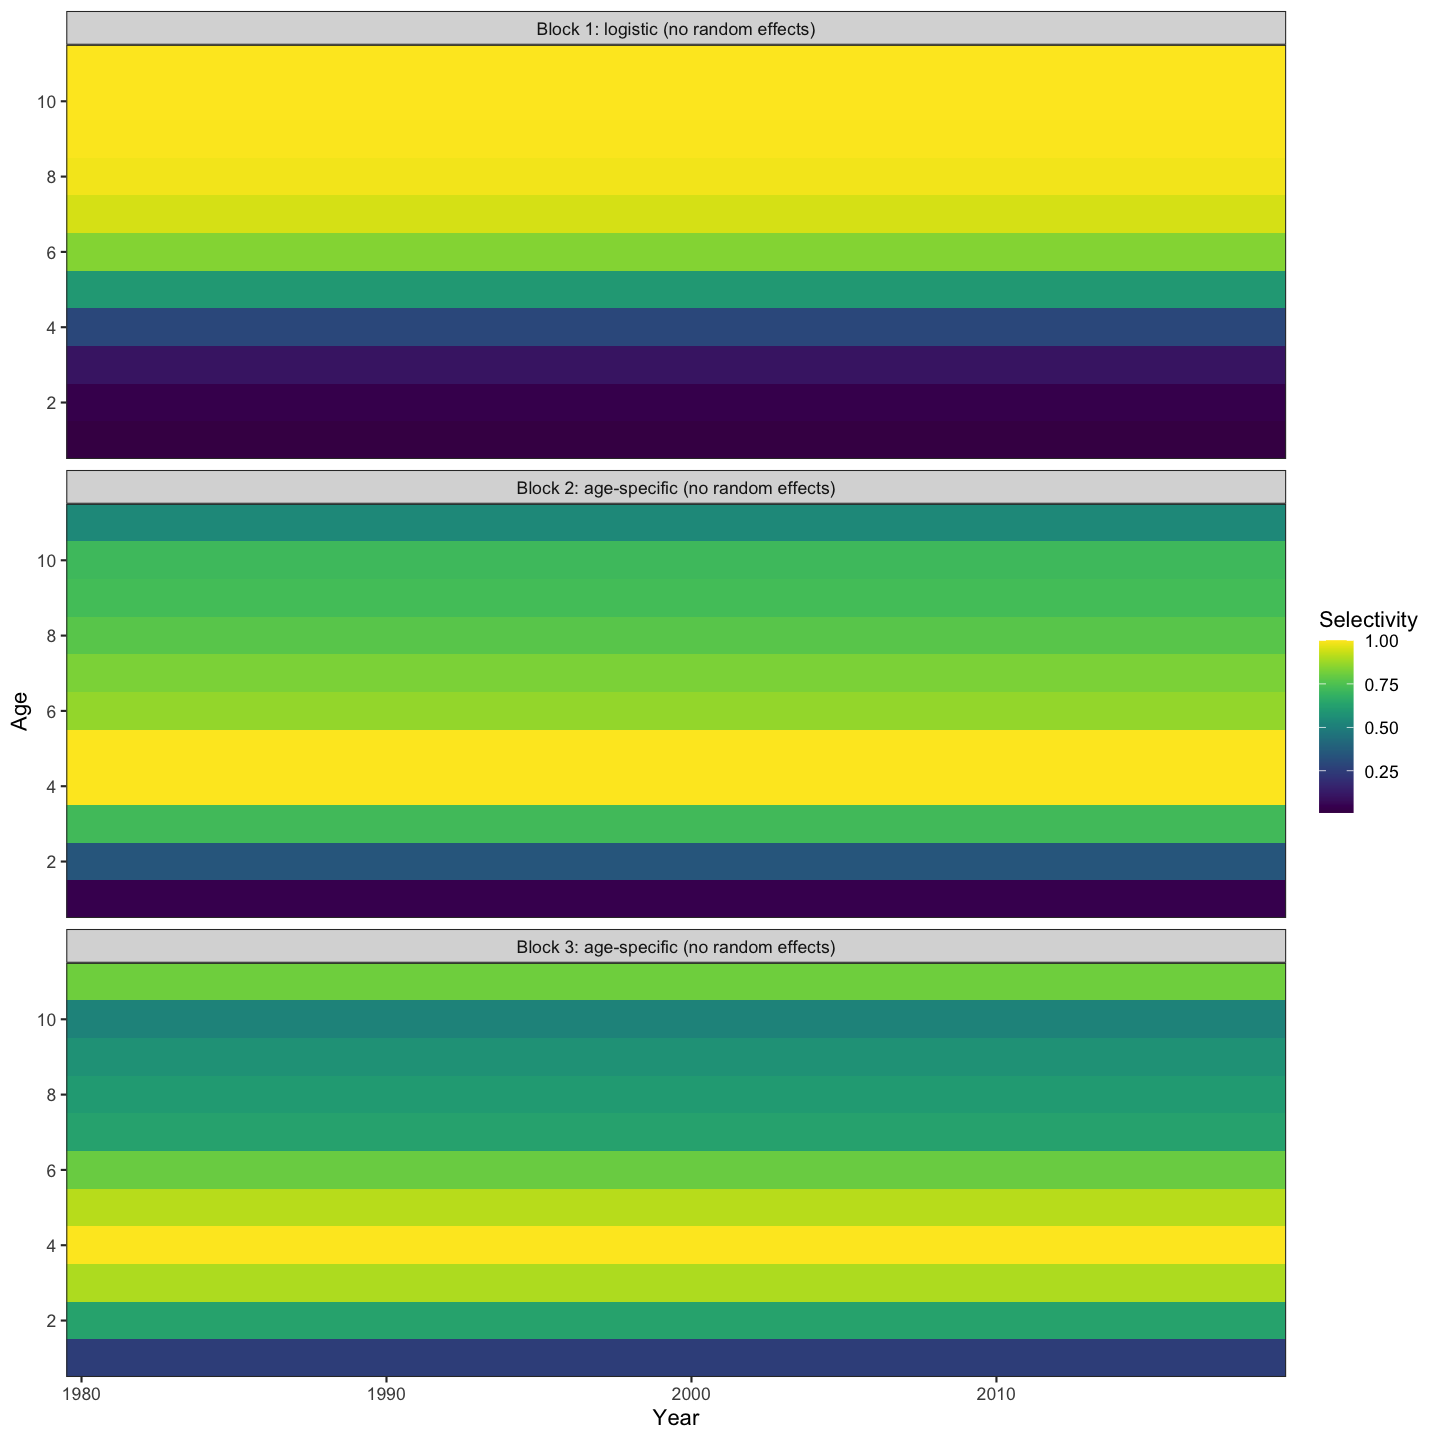 Block 1: logistic (no random effects)
10
8
6
4
2
Block 2: age-specific (no random effects)
10
8
6
4
2
Block 3: age-specific (no random effects)
10
8
6
4
2
1980 1990 2000 2010
Year
Age
Selectivity
1.00
0.75
0.50
0.25